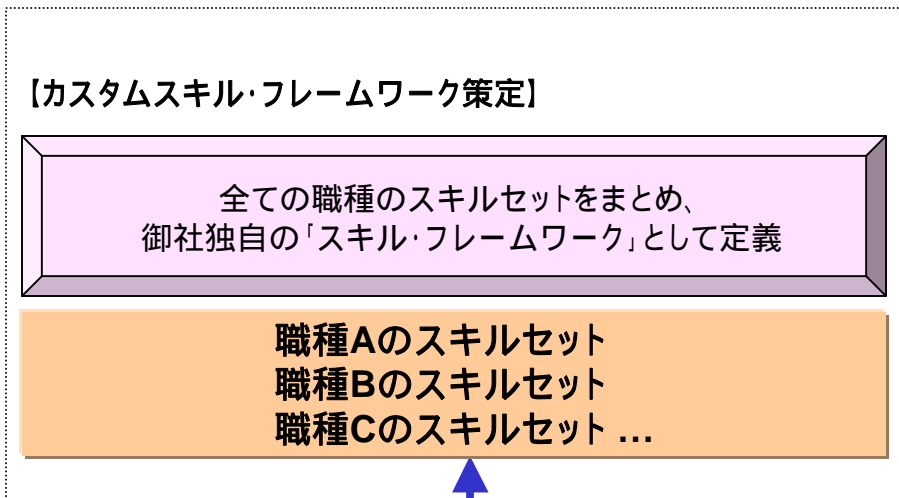 【カスタムスキル・フレームワーク策定】
全ての職種のスキルセットをまとめ、
御社独自の「スキル・フレームワーク」として定義
職種Aのスキルセット
職種Bのスキルセット
職種Cのスキルセット …